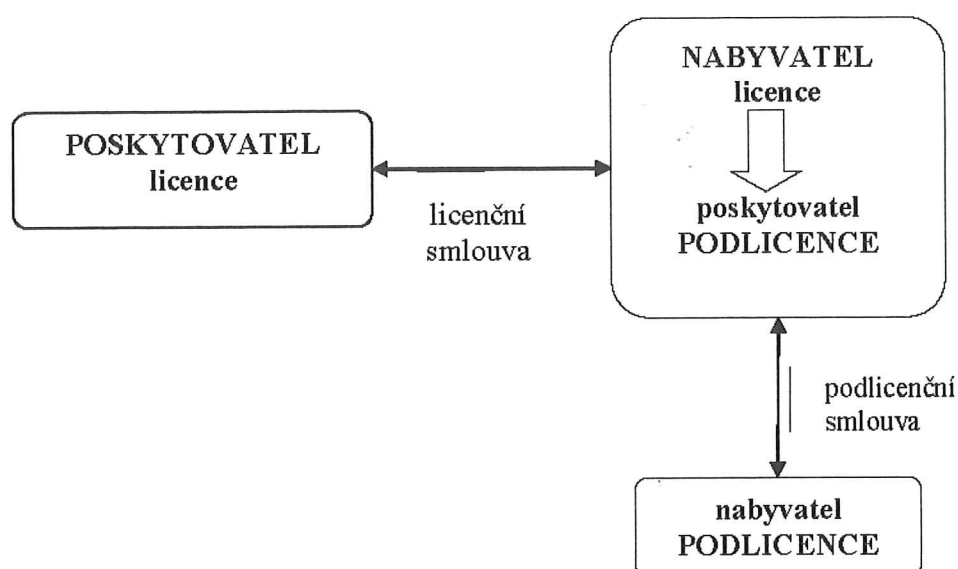 POSKYTOVATEL
licence
licenční
smlouva
NABYVATEL
licence
poskytovatel
PODLICENCE
podlicenční
smlouva
nabyvatel
PODLICENCE